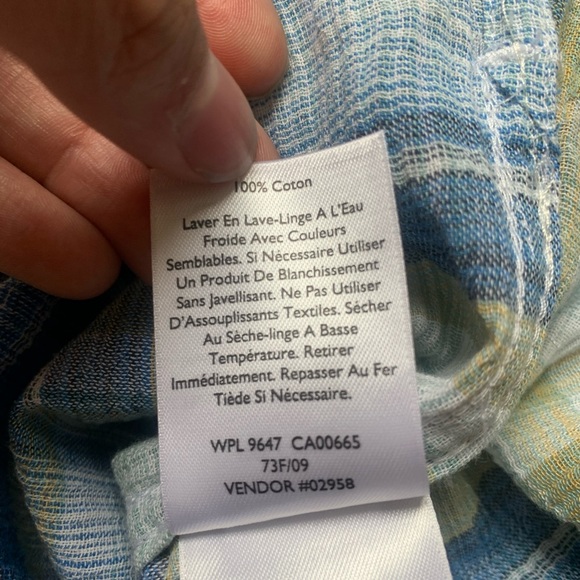 100% Coton
Laver En Lave-Linge A L'Eau
Froide Avec Couleurs
Semblables. Si Nécessaire Utiliser
Un Produit De Blanchissement
Sans Javellisant. Ne Pas Utiliser
D'Assouplissants Textiles. Sécher
Au Sèche-linge A Basse
Température. Retirer
Immédiatement. Repasser Au Fer
Tiède Si Nécessaire.
WPL 9647 CA00665
73F/09
VENDOR #02958